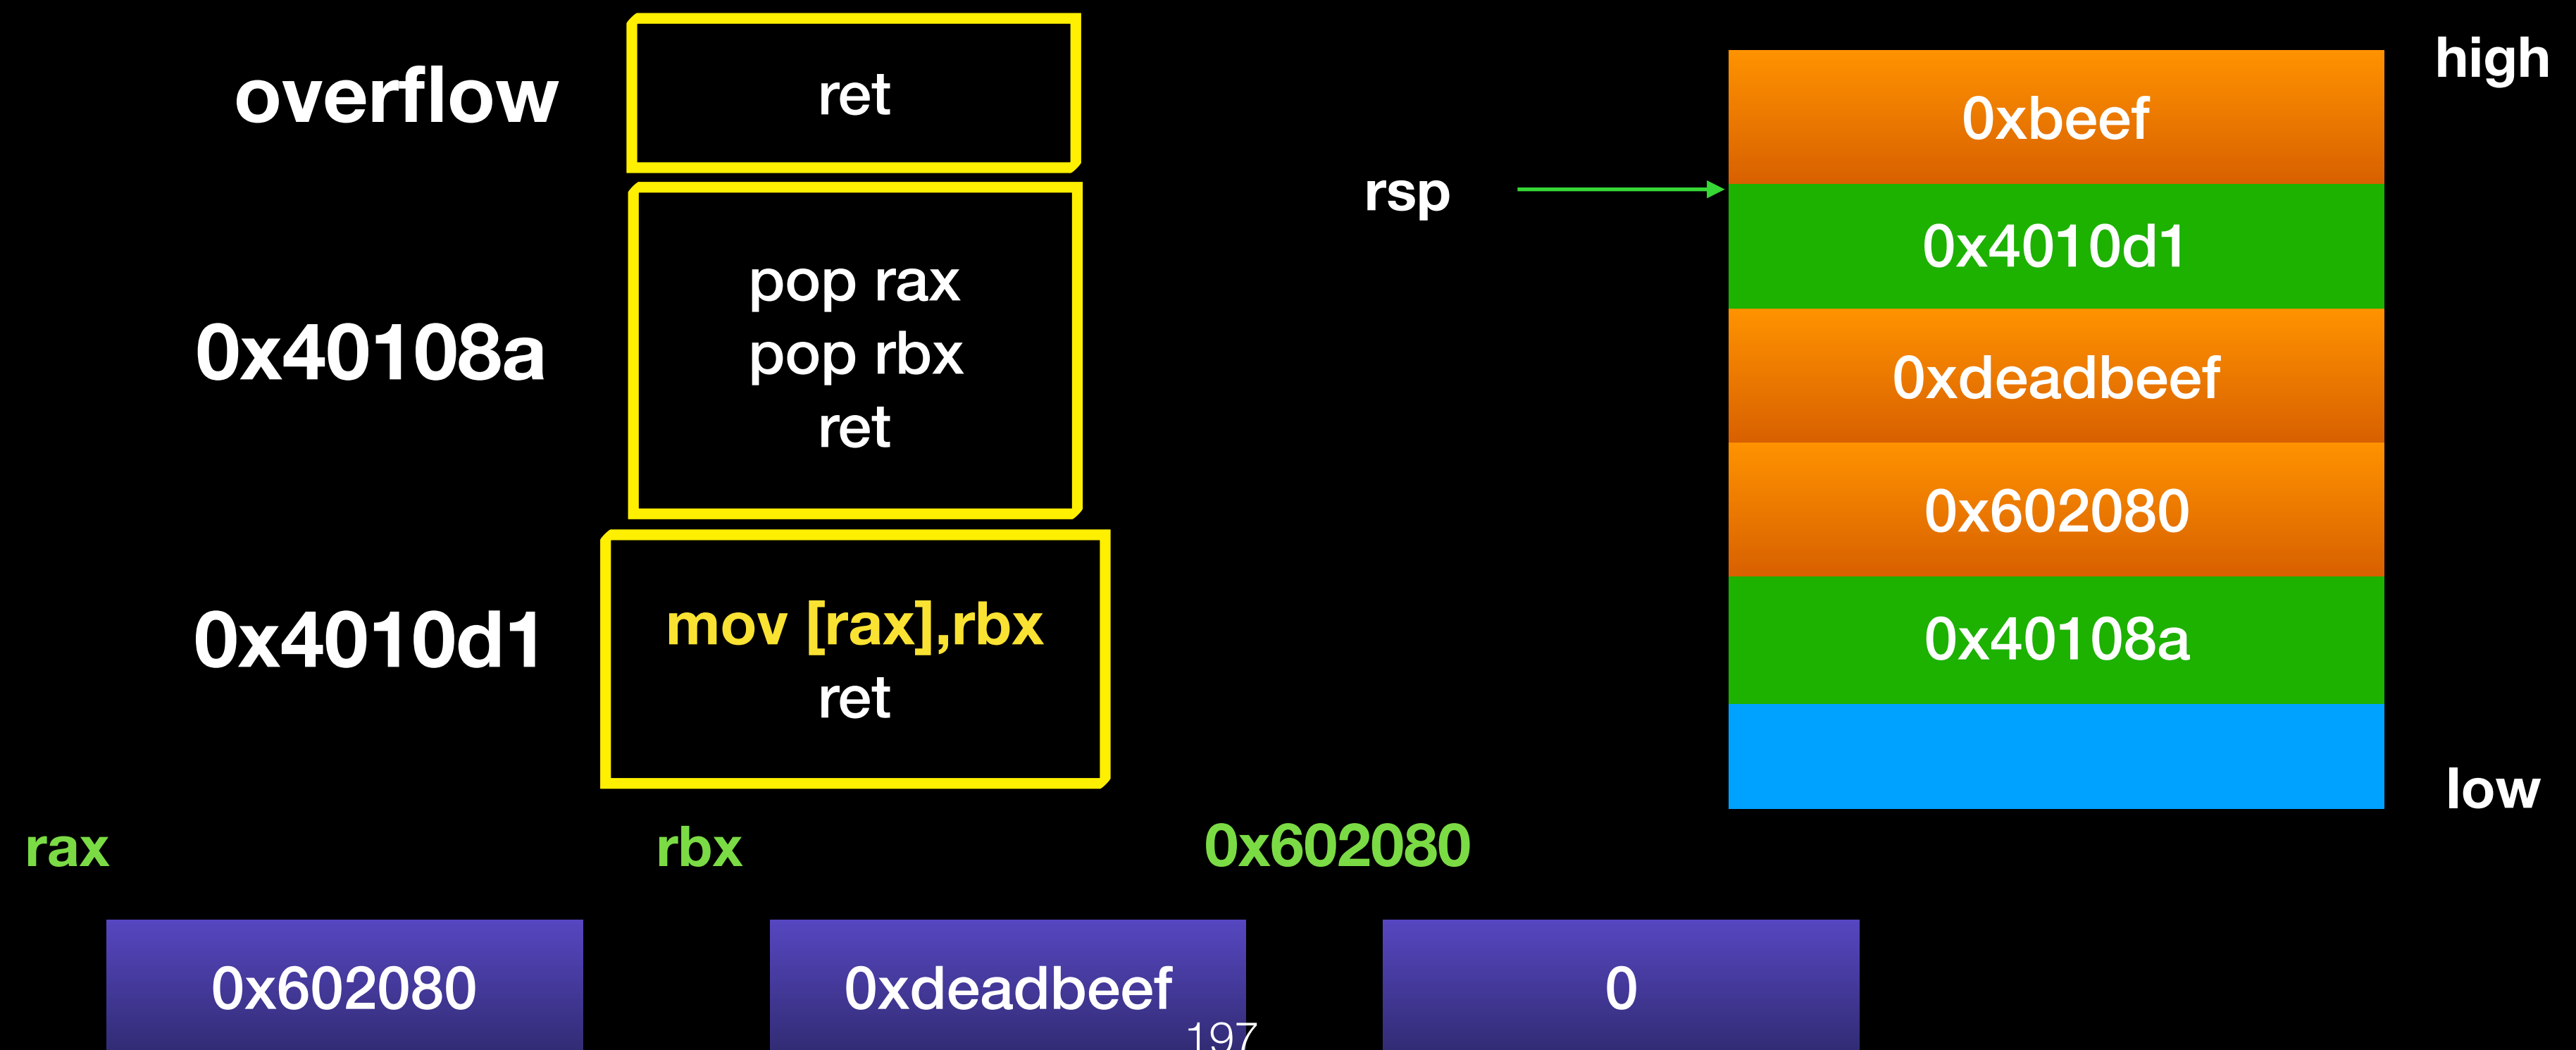 overflow
ret
0x40108a
pop rax
pop rbx
ret
0x4010d1
mov [rax],rbx
ret
rsp
high
0xbeef
0x4010d1
0xdeadbeef
0x602080
0x40108a
low
rax
0x602080
rbx
0xdeadbeef
0x602080
0
197